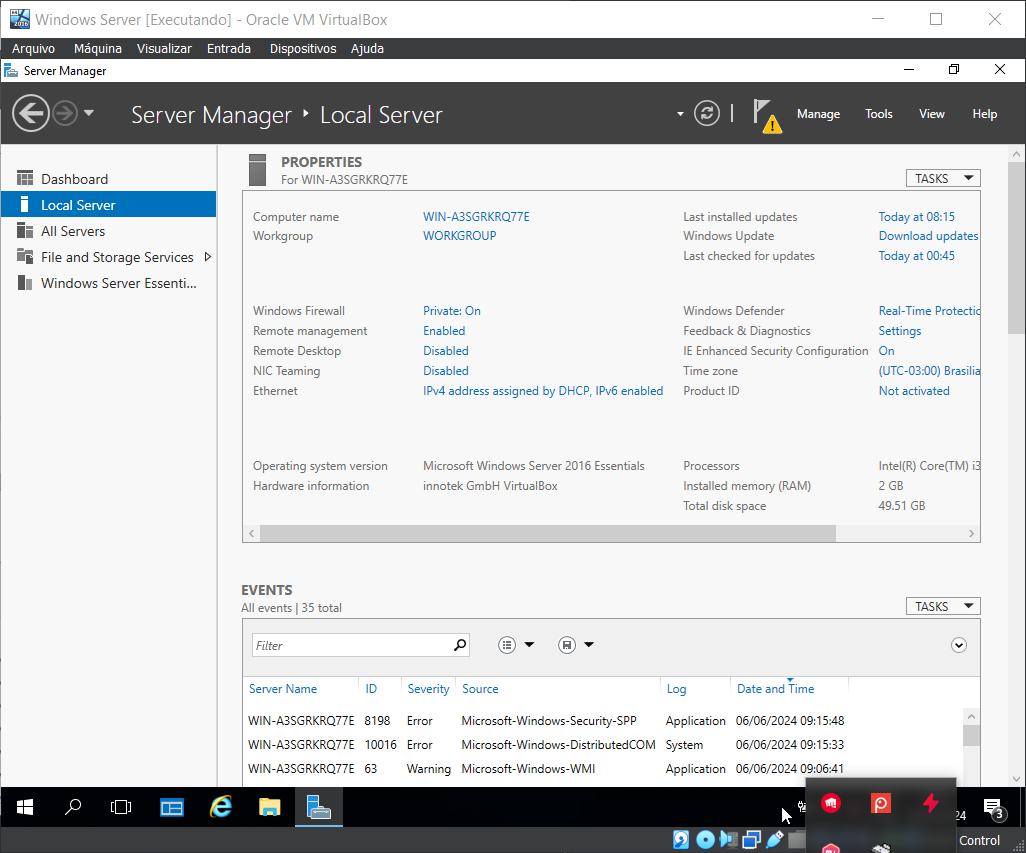 Windows Server [Executando] - Oracle VM VirtualBox
Arquivo Máquina Visualizar Entrada Dispositivos Ajuda
Server Manager
Server Manager Local Server
Manage Tools View Help
Dashboard
Local Server
All Servers
File and Storage Services
Windows Server Essenti...
PROPERTIES
For WIN-A3SGRKRQ77E
TASKS
Computer name WIN-A3SGRKRQ77E Last installed updates Today at 08:15
Workgroup WORKGROUP Windows Update Download updates
Last checked for updates Today at 00:45
Windows Firewall Private: On Windows Defender Real-Time Protectic
Remote management Enabled Feedback & Diagnostics Settings
Remote Desktop Disabled IE Enhanced Security Configuration On
NIC Teaming Disabled Time zone (UTC-03:00) Brasilia
Ethernet IPv4 address assigned by DHCP, IPv6 enabled Product ID Not activated
Operating system version Microsoft Windows Server 2016 Essentials Processors Intel(R) Core(TM) i3
Hardware information innotek GmbH VirtualBox Installed memory (RAM) 2 GB
Total disk space 49.51 GB
EVENTS
All events | 35 total
TASKS
Filter
Server Name ID Severity Source Log Date and Time
WIN-A3SGRKRQ77E 8198 Error Microsoft-Windows-Security-SPP Application 06/06/2024 09:15:48
WIN-A3SGRKRQ77E 10016 Error Microsoft-Windows-DistributedCOM System 06/06/2024 09:15:33
WIN-A3SGRKRQ77E 63 Warning Microsoft-Windows-WMI Application 06/06/2024 09:06:41
24
3
Control